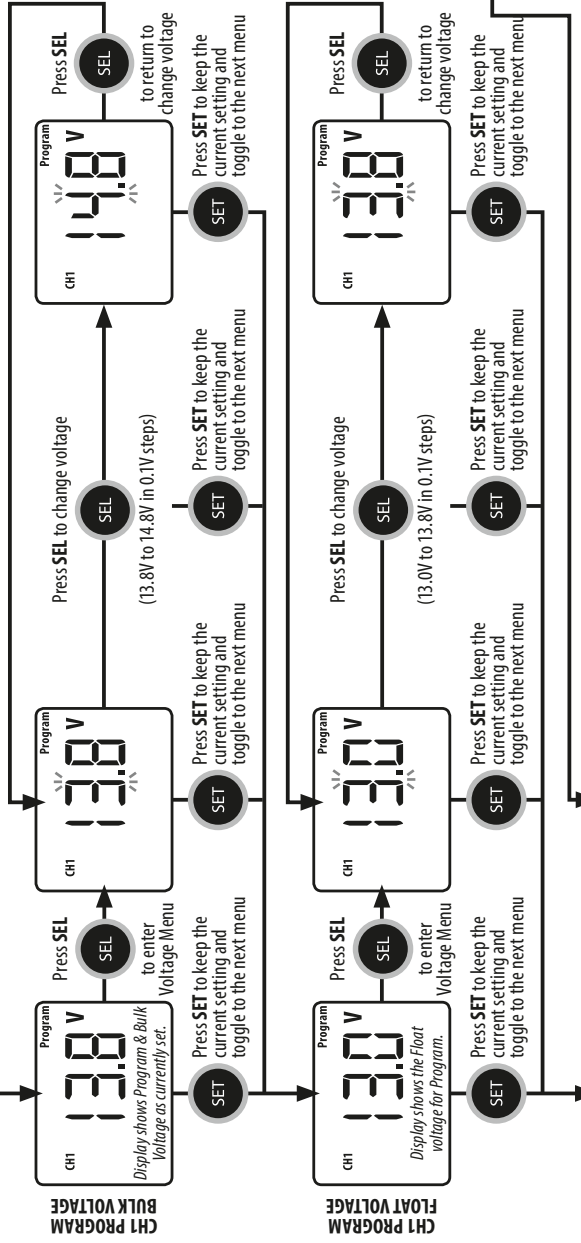 CH1 PROGRAM
BULK VOLTAGE
CH1
Program
13.8 V
Display shows Program & Bulk
Voltage as currently set.
Press SEL
SEL
to enter
Voltage Menu
CH1
Program
13.8 V
Press SEL to change voltage
SEL
(13.8V to 14.8V in 0.1V steps)
CH1
Program
14.8 V
Press SEL
SEL
to return to
change voltage
Press SET to keep the
current setting and
toggle to the next menu
SET
Press SET to keep the
current setting and
toggle to the next menu
SET
Press SET to keep the
current setting and
toggle to the next menu
SET
Press SET to keep the
current setting and
toggle to the next menu
SET
CH1 PROGRAM
FLOAT VOLTAGE
CH1
Program
13.0 V
Display shows the Float
voltage for Program.
Press SEL
SEL
to enter
Voltage Menu
CH1
Program
13.0 V
Press SEL to change voltage
SEL
(13.0V to 13.8V in 0.1V steps)
CH1
Program
13.8 V
Press SEL
SEL
to return to
change voltage
Press SET to keep the
current setting and
toggle to the next menu
SET
Press SET to keep the
current setting and
toggle to the next menu
SET
Press SET to keep the
current setting and
toggle to the next menu
SET
Press SET to keep the
current setting and
toggle to the next menu
SET